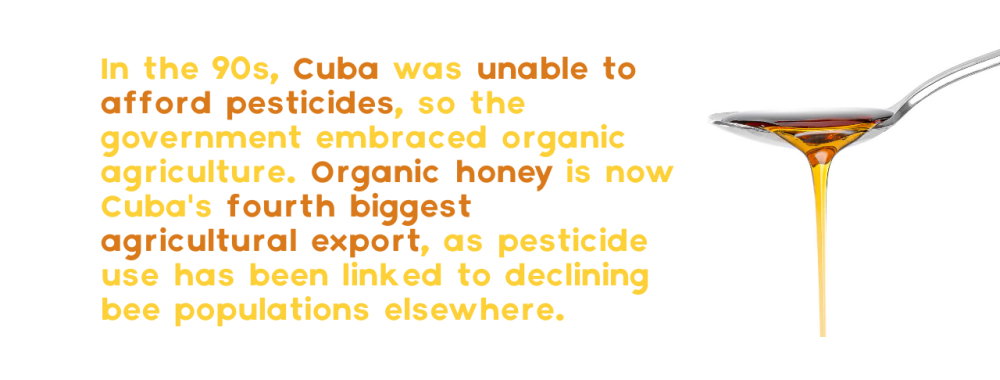 In the 90s, Cuba was unable to
afford pesticides, so the
government embraced organic
agriculture. Organic honey is now
Cuba's fourth biggest
agricultural export, as pesticide
use has been linked to declining
bee populations elsewhere.